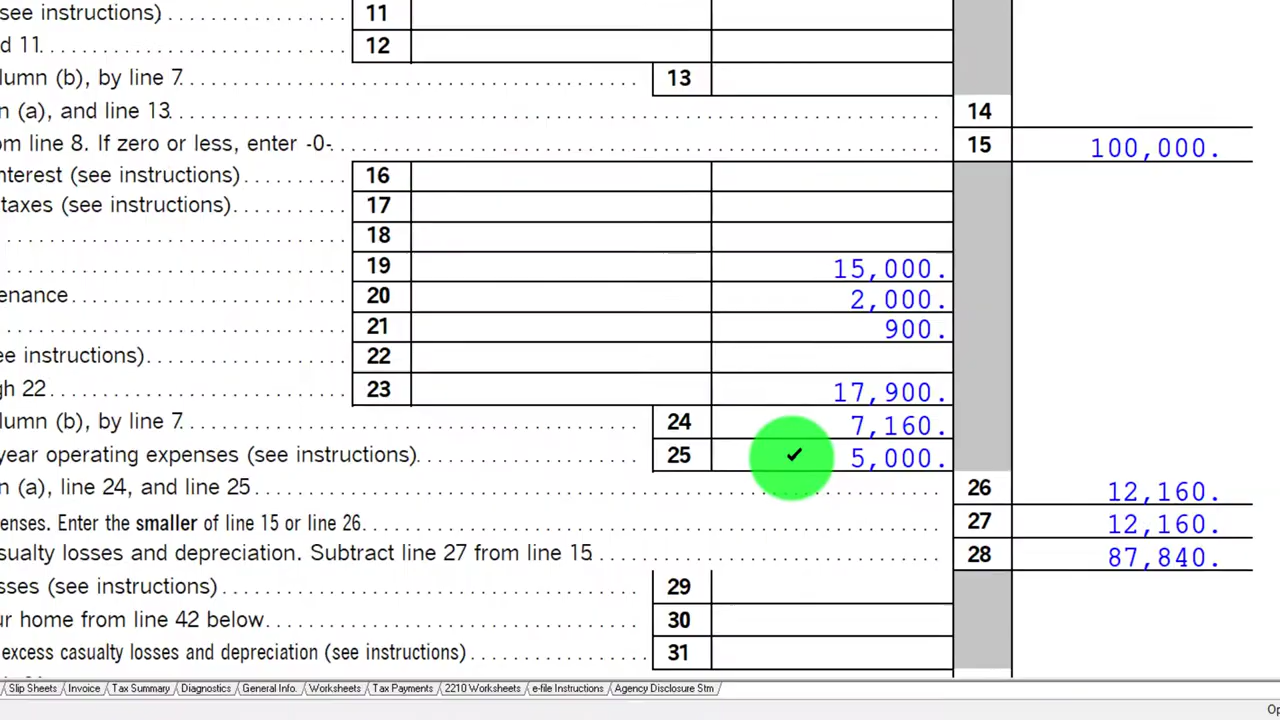 see instructions) 11
d 11. 12
lumn (b), by line 7. 13
n (a), and line 13. 14
om line 8. If zero or less, enter -0-. 15 100,000.
nterest (see instructions) 16
taxes (see instructions). 17
18
19 15,000.
enance 20 2,000.
21 900.
ee instructions). 22
gh 22 23 17,900.
lumn (b), by line 7. 24 7,160.
year operating expenses (see instructions). 25 5,000.
n (a), line 24, and line 25 26 12,160.
enses. Enter the smaller of line 15 or line 26. 27 12,160.
sualty losses and depreciation. Subtract line 27 from line 15 28 87,840.
sses (see instructions) 29
ur home from line 42 below. 30
excess casualty losses and depreciation (see instructions) 31
Slip Sheets Invoice Tax Summary Diagnostics General Info. Worksheets Tax Payments 2210 Worksheets e-file Instructions Agency Disclosure Stm
Op